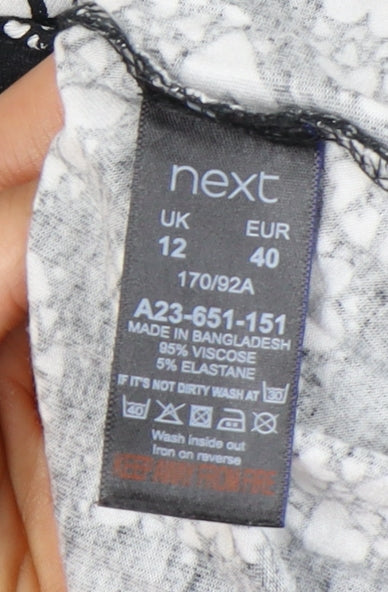 next
UK EUR
12 40
170/92A
A23-651-151
MADE IN BANGLADESH
95% VISCOSE
5% ELASTANE
IF IT'S NOT DIRTY WASH AT 30
40
Wash inside out
Iron on reverse
KEEP AWAY FROM FIRE